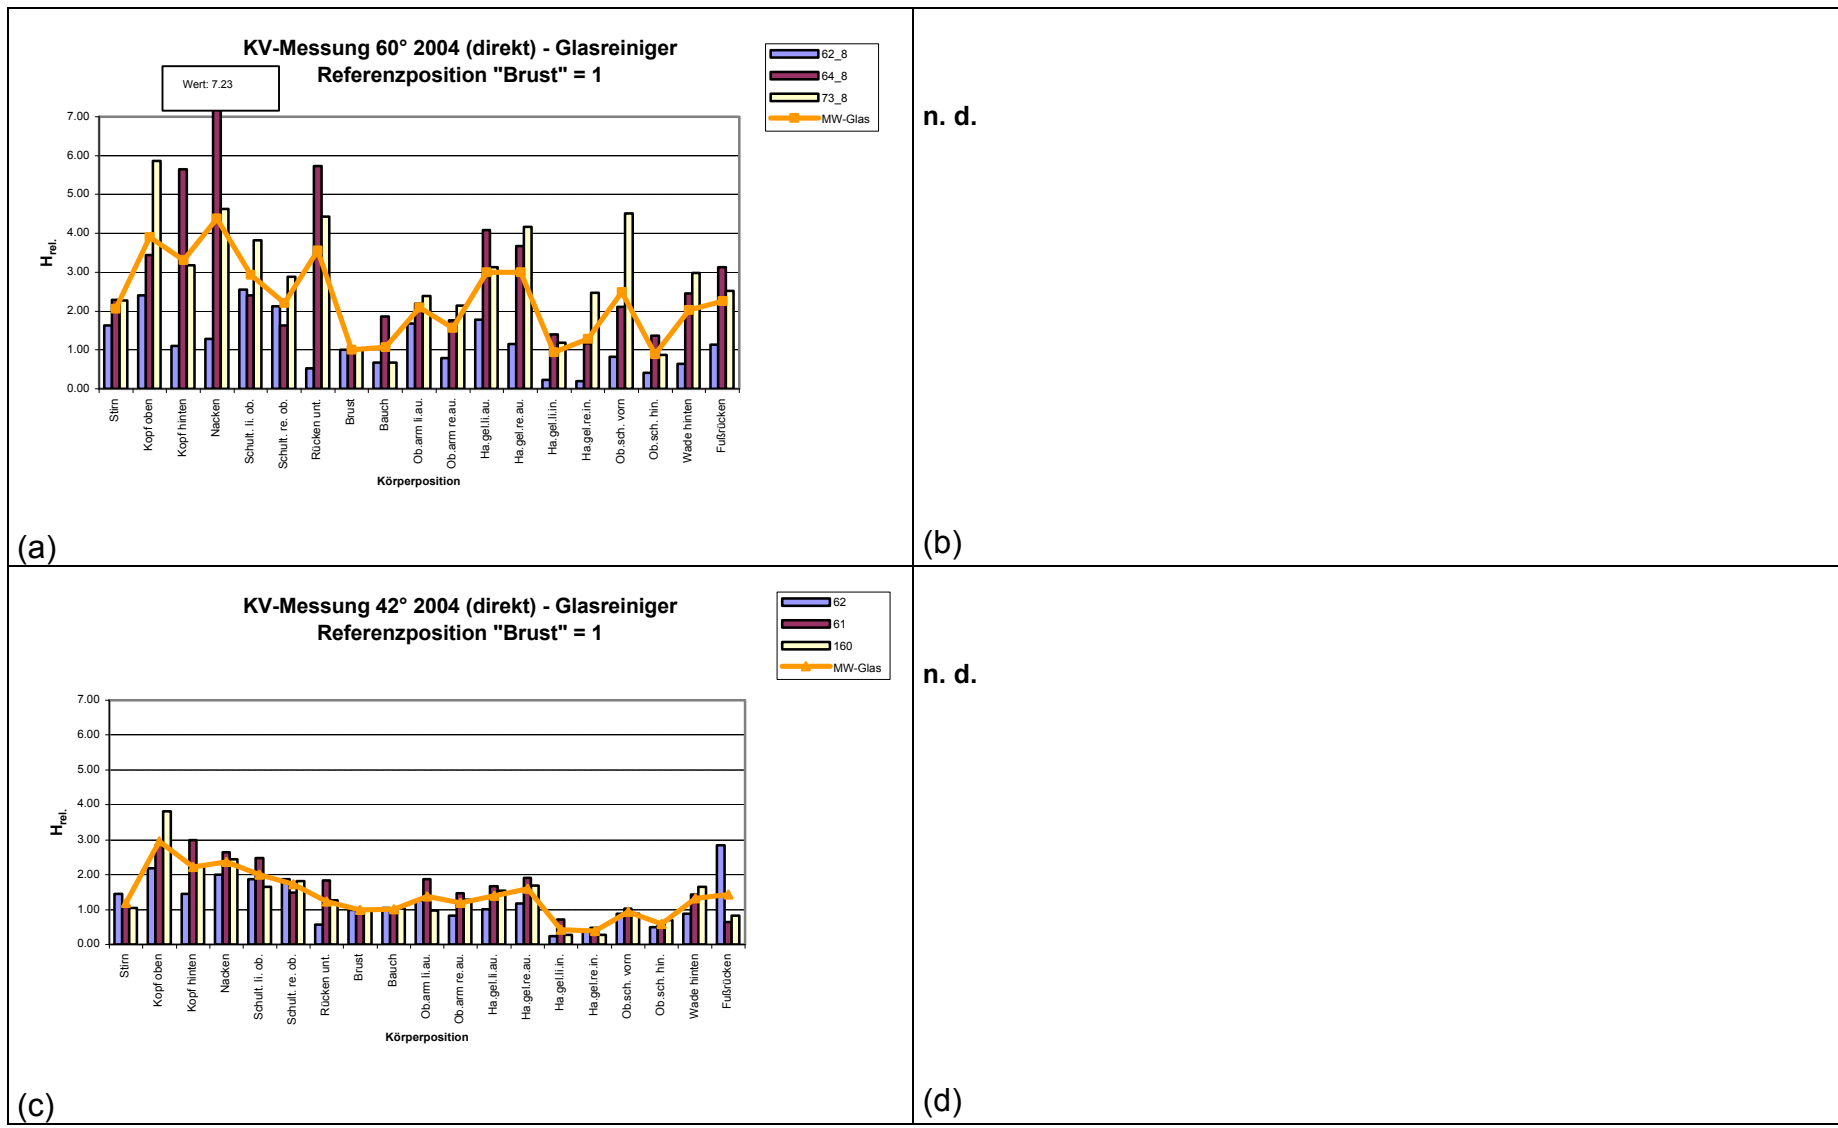 KV-Messung 60° 2004 (direkt) - Glasreiniger
Referenzposition "Brust" = 1
Wert: 7.23
62_8
64_8
73_8
MW-Glas
7.00
6.00
5.00
4.00
3.00
2.00
1.00
0.00
Hrel.
Stirn
Kopf oben
Kopf hinten
Nacken
Schult. li. ob.
Schult. re. ob.
Rücken unt.
Brust
Bauch
Ob.arm li.au.
Ob.arm re.au.
Ha.gel.li.au.
Ha.gel.re.au.
Ha.gel.li.in.
Ha.gel.re.in.
Ob.sch. vorn
Ob.sch. hin.
Wade hinten
Fußrücken
Körperposition
(a)
n. d.
(b)
KV-Messung 42° 2004 (direkt) - Glasreiniger
Referenzposition "Brust" = 1
62
61
160
MW-Glas
7.00
6.00
5.00
4.00
3.00
2.00
1.00
0.00
Hrel.
Stirn
Kopf oben
Kopf hinten
Nacken
Schult. li. ob.
Schult. re. ob.
Rücken unt.
Brust
Bauch
Ob.arm li.au.
Ob.arm re.au.
Ha.gel.li.au.
Ha.gel.re.au.
Ha.gel.li.in.
Ha.gel.re.in.
Ob.sch. vorn
Ob.sch. hin.
Wade hinten
Fußrücken
Körperposition
(c)
n. d.
(d)